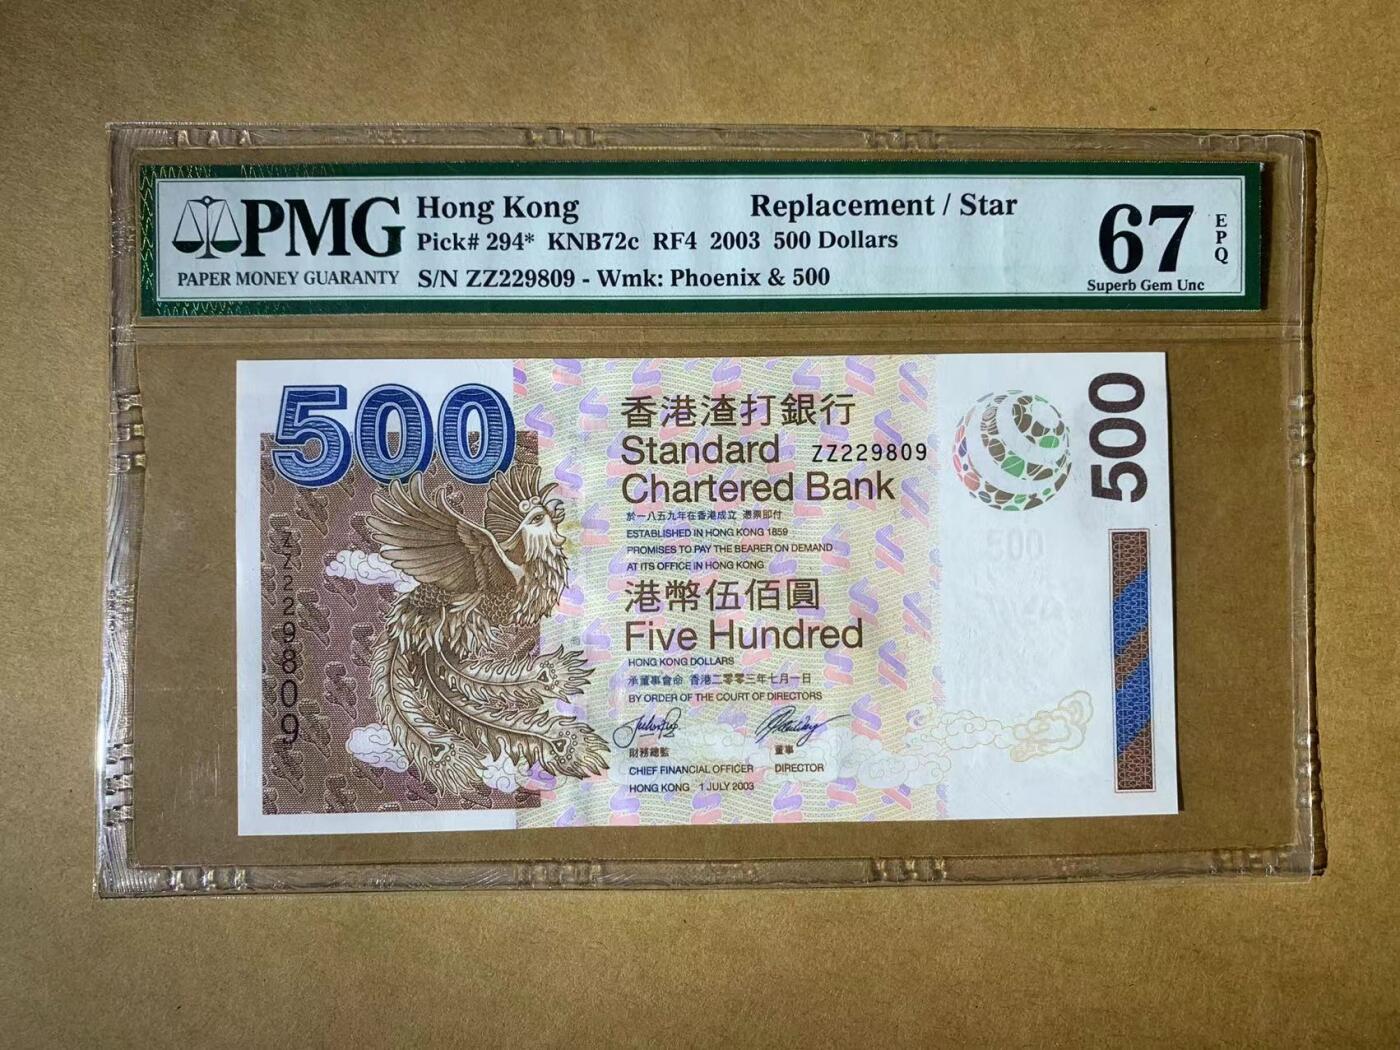 PMG
PAPER MONEY GUARANTY
Hong Kong
Replacement / Star
Pick# 294* KNB72c RF4 2003 500 Dollars
S/N ZZ229809 - Wmk: Phoenix & 500
67
EPQ
Superb Gem Unc
500
香港渣打銀行
Standard
ZZ229809
Chartered Bank
於一八五九年在香港成立 憑票即付
ESTABLISHED IN HONG KONG 1859
PROMISES TO PAY THE BEARER ON DEMAND
AT ITS OFFICE IN HONG KONG
港幣伍佰圓
Five Hundred
HONG KONG DOLLARS
承董事會命 香港二零零三年七月一日
BY ORDER OF THE COURT OF DIRECTORS
財務總監
董事
CHIEF FINANCIAL OFFICER
DIRECTOR
HONG KONG 1 JULY 2003
ZZ229809
500
500